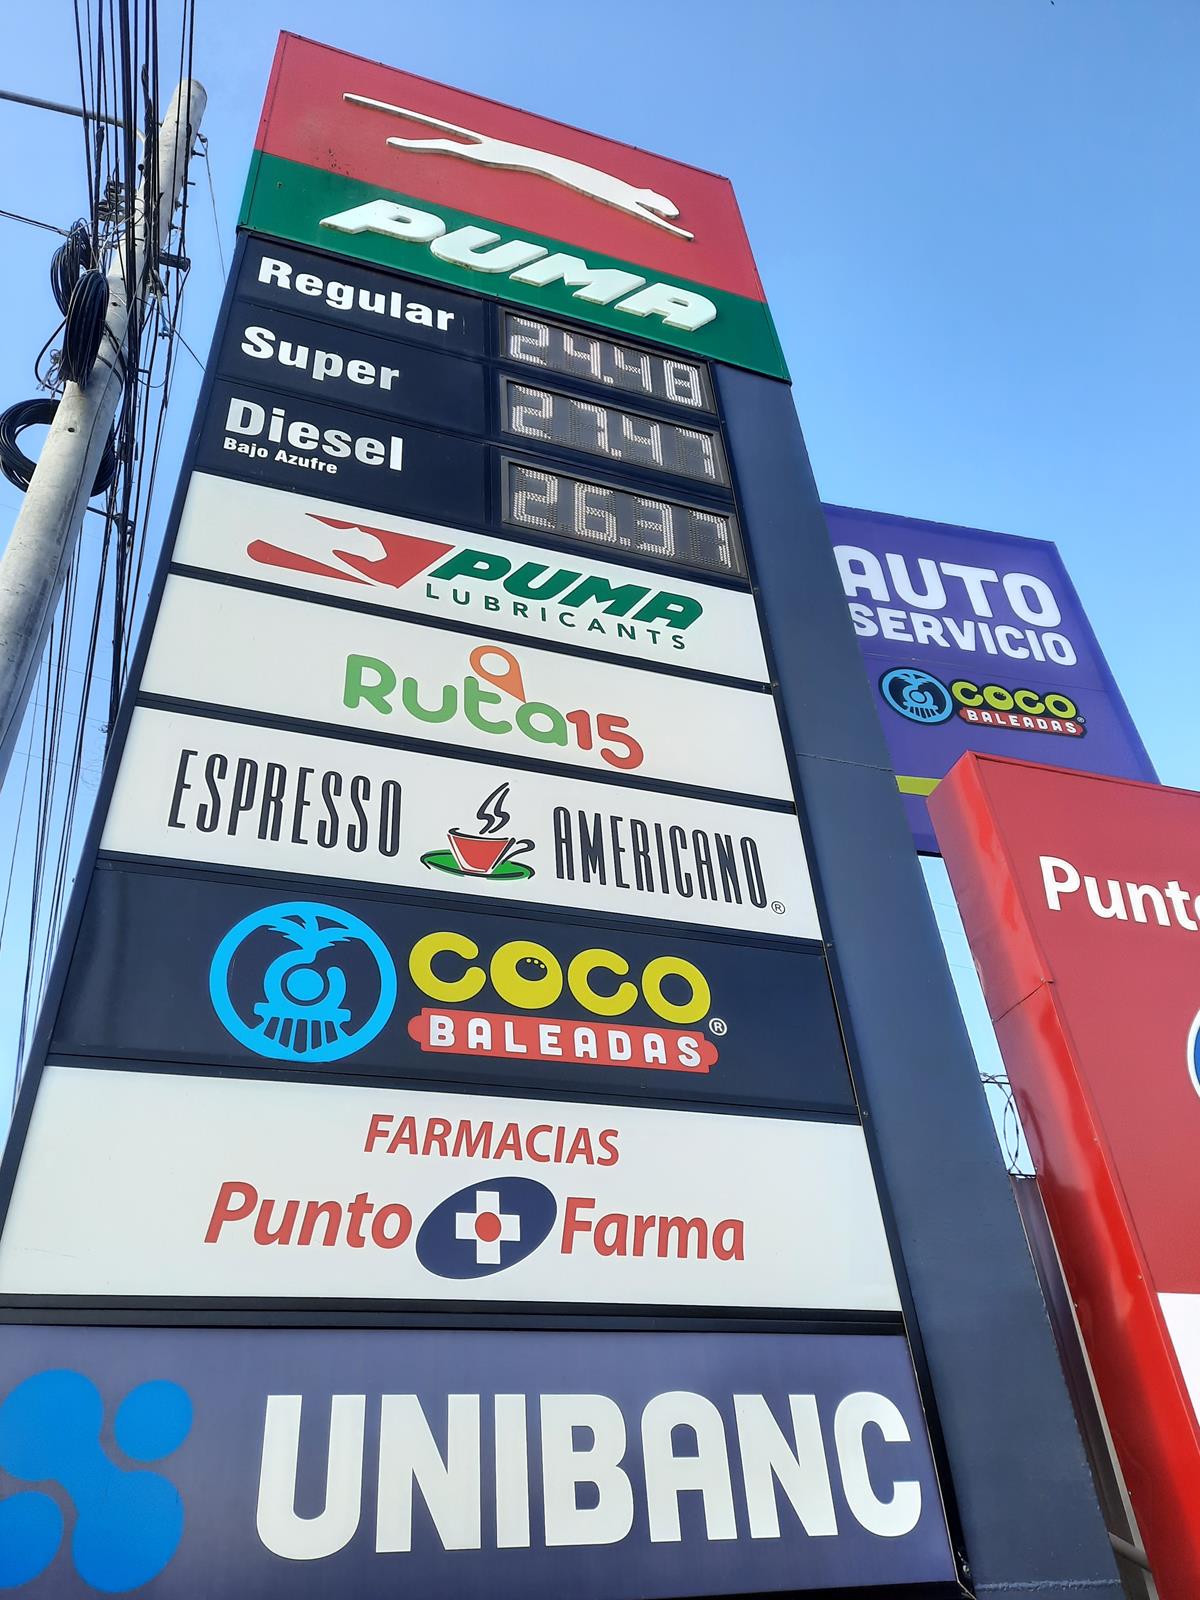 PUMA
Regular 24.48
Super 27.47
Diesel 26.37
Bajo Azufre
PUMA
LUBRICANTS
Ruta15
ESPRESSO AMERICANO®
COCO
BALEADAS®
FARMACIAS
Punto Farma
UNIBANC
AUTO
SERVICIO
COCO
BALEADAS®